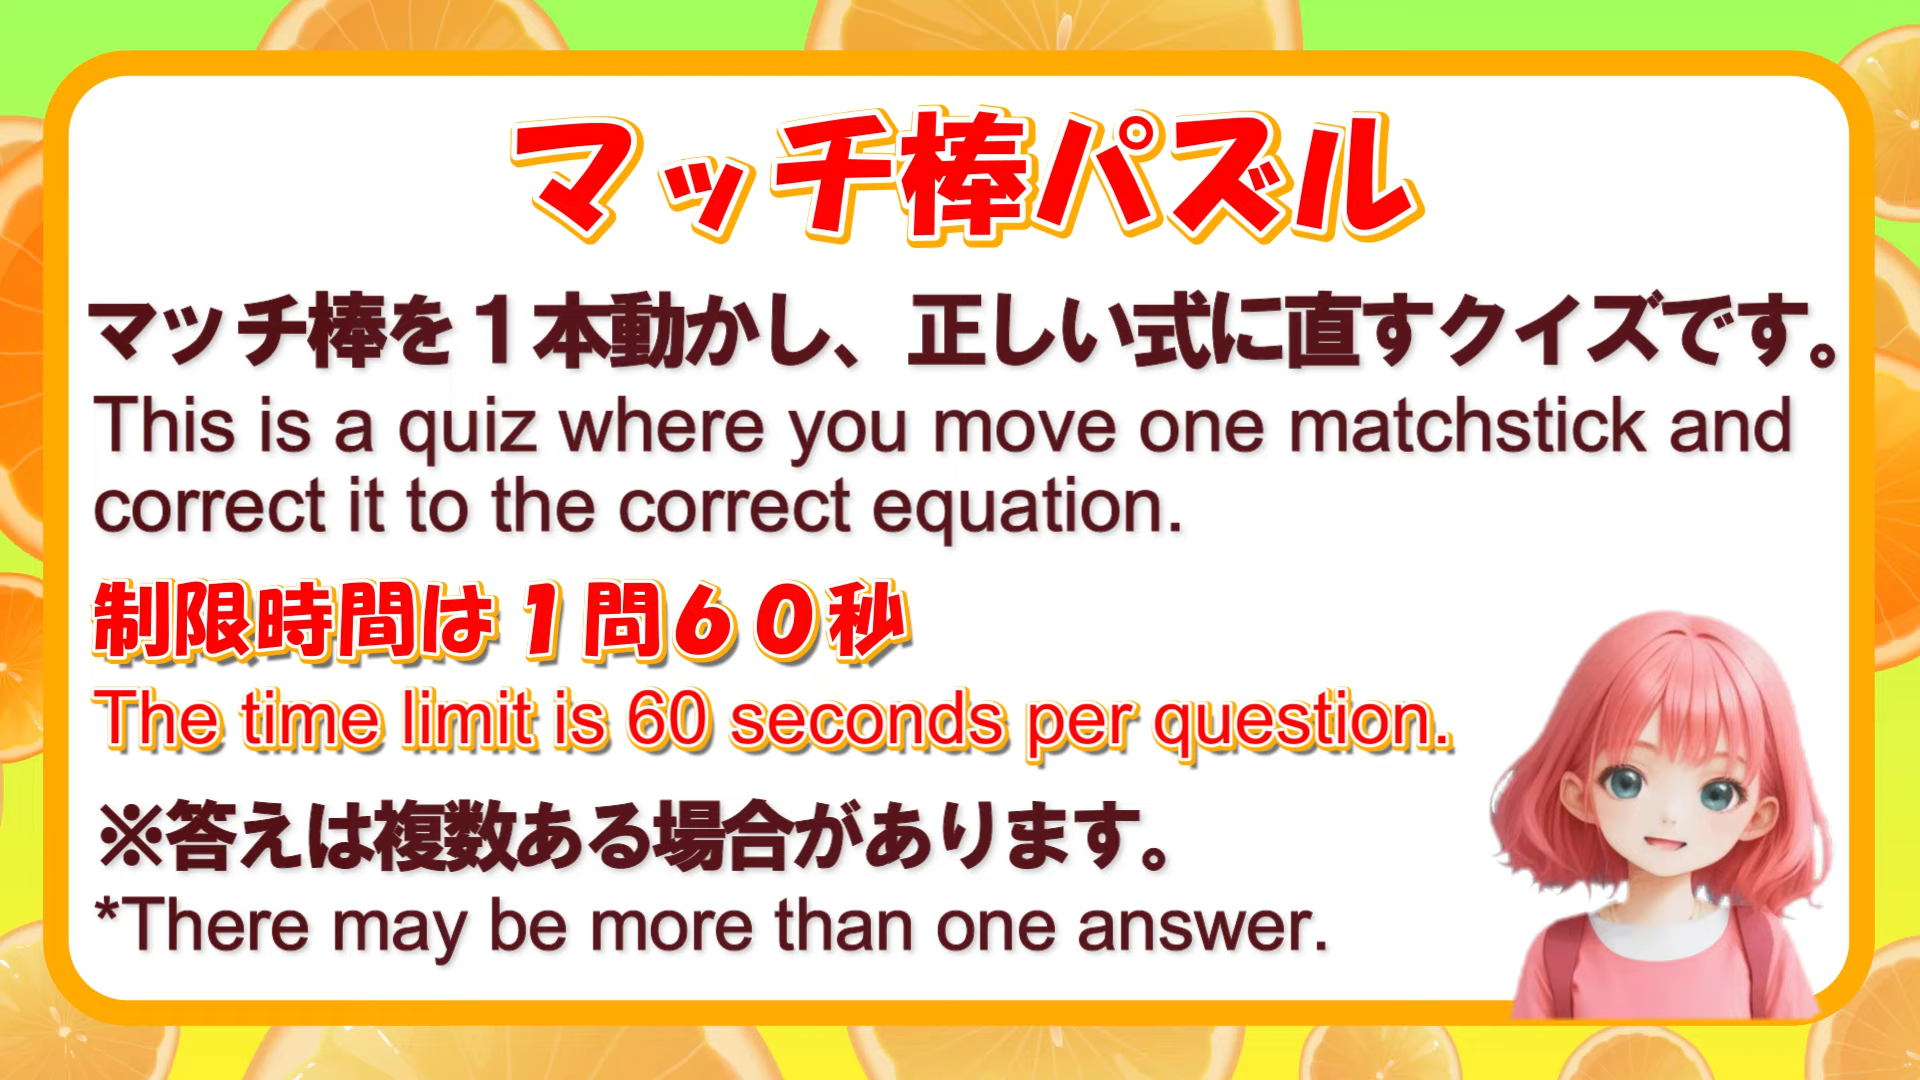 マッチ棒パズル
マッチ棒を１本動かし、正しい式に直すクイズです。
This is a quiz where you move one matchstick and
correct it to the correct equation.
制限時間は１問６０秒
The time limit is 60 seconds per question.
※答えは複数ある場合があります。
*There may be more than one answer.